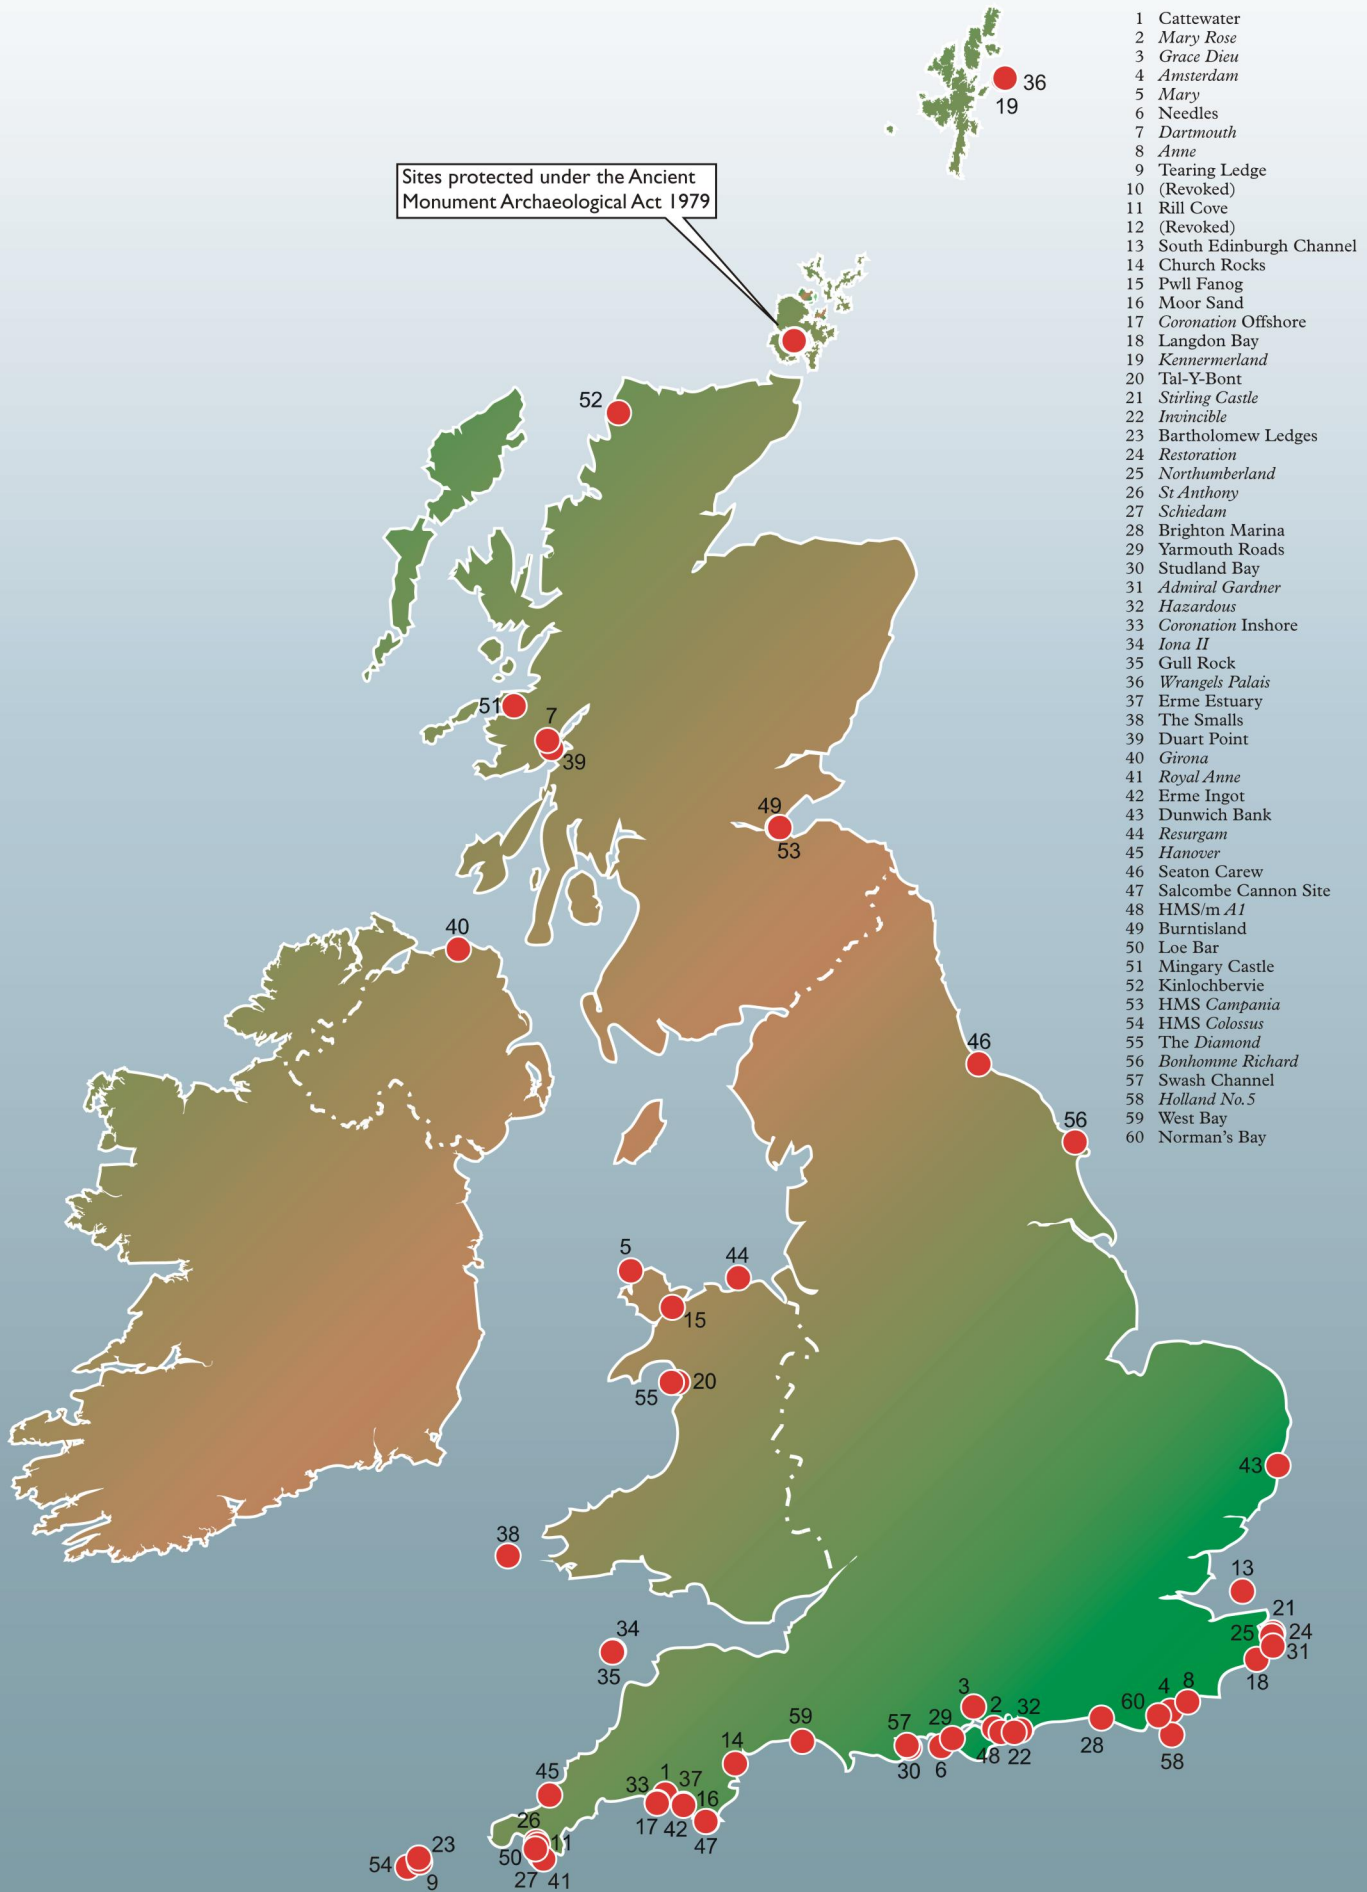 1 Cattewater
2 Mary Rose
3 Grace Dieu
4 Amsterdam
5 Mary
6 Needles
7 Dartmouth
8 Anne
9 Tearing Ledge
10 (Revoked)
11 Rill Cove
12 (Revoked)
13 South Edinburgh Channel
14 Church Rocks
15 Pwll Fanog
16 Moor Sand
17 Coronation Offshore
18 Langdon Bay
19 Kennermerland
20 Tal-Y-Bont
21 Stirling Castle
22 Invincible
23 Bartholomew Ledges
24 Restoration
25 Northumberland
26 St Anthony
27 Schiedam
28 Brighton Marina
29 Yarmouth Roads
30 Studland Bay
31 Admiral Gardner
32 Hazardous
33 Coronation Inshore
34 Iona II
35 Gull Rock
36 Wrangels Palais
37 Erme Estuary
38 The Smalls
39 Duart Point
40 Girona
41 Royal Anne
42 Erme Ingot
43 Dunwich Bank
44 Resurgam
45 Hanover
46 Seaton Carew
47 Salcombe Cannon Site
48 HMS/m A1
49 Burntisland
50 Loe Bar
51 Mingary Castle
52 Kinlochbervie
53 HMS Campania
54 HMS Colossus
55 The Diamond
56 Bonhomme Richard
57 Swash Channel
58 Holland No.5
59 West Bay
60 Norman's Bay
36
19
Sites protected under the Ancient
Monument Archaeological Act 1979
52
51
7
39
49
53
40
46
56
5
44
15
55
20
43
38
13
21
25
24
31
18
34
35
3
2
32
29
57
30
6
48
22
28
60
4
8
58
59
14
45
33
1
37
16
17
42
47
26
11
50
27
41
23
54
9